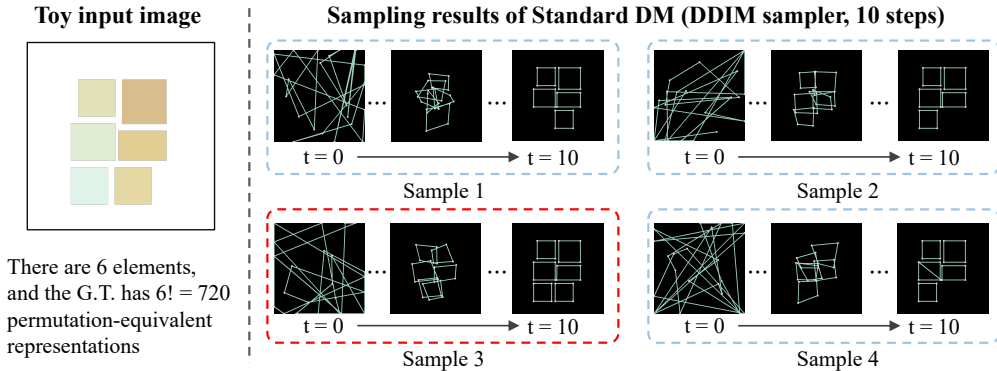 Toy input image
There are 6 elements,
and the G.T. has 6! = 720
permutation-equivalent
representations
Sampling results of Standard DM (DDIM sampler, 10 steps)
... ...
t = 0 t = 10
Sample 1
... ...
t = 0 t = 10
Sample 2
... ...
t = 0 t = 10
Sample 3
... ...
t = 0 t = 10
Sample 4